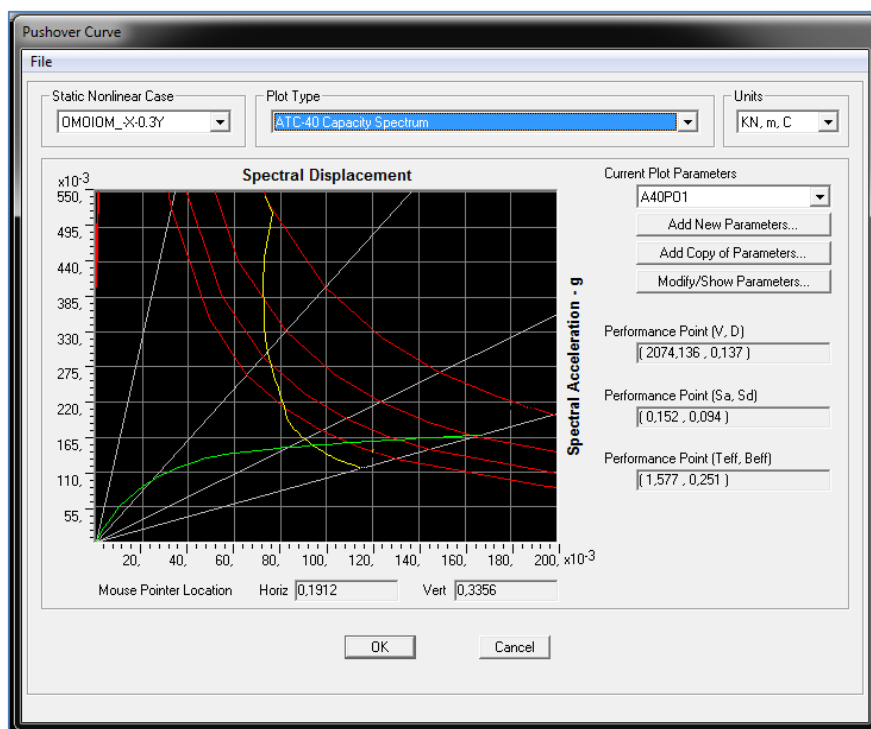 Pushover Curve
File
Static Nonlinear Case
OMOIOM_-X-0.3Y
Plot Type
ATC-40 Capacity Spectrum
Units
KN, m, C
Spectral Displacement
x10-3
550,
495,
440,
385,
330,
275,
220,
165,
110,
55,
20, 40, 60, 80, 100, 120, 140, 160, 180, 200, x10-3
Spectral Acceleration - g
Mouse Pointer Location Horiz 0,1912 Vert 0,3356
Current Plot Parameters
A40PO1
Add New Parameters...
Add Copy of Parameters...
Modify/Show Parameters...
Performance Point (V, D)
( 2074,136 , 0,137 )
Performance Point (Sa, Sd)
( 0,152 , 0,094 )
Performance Point (Teff, Beff)
( 1,577 , 0,251 )
OK Cancel